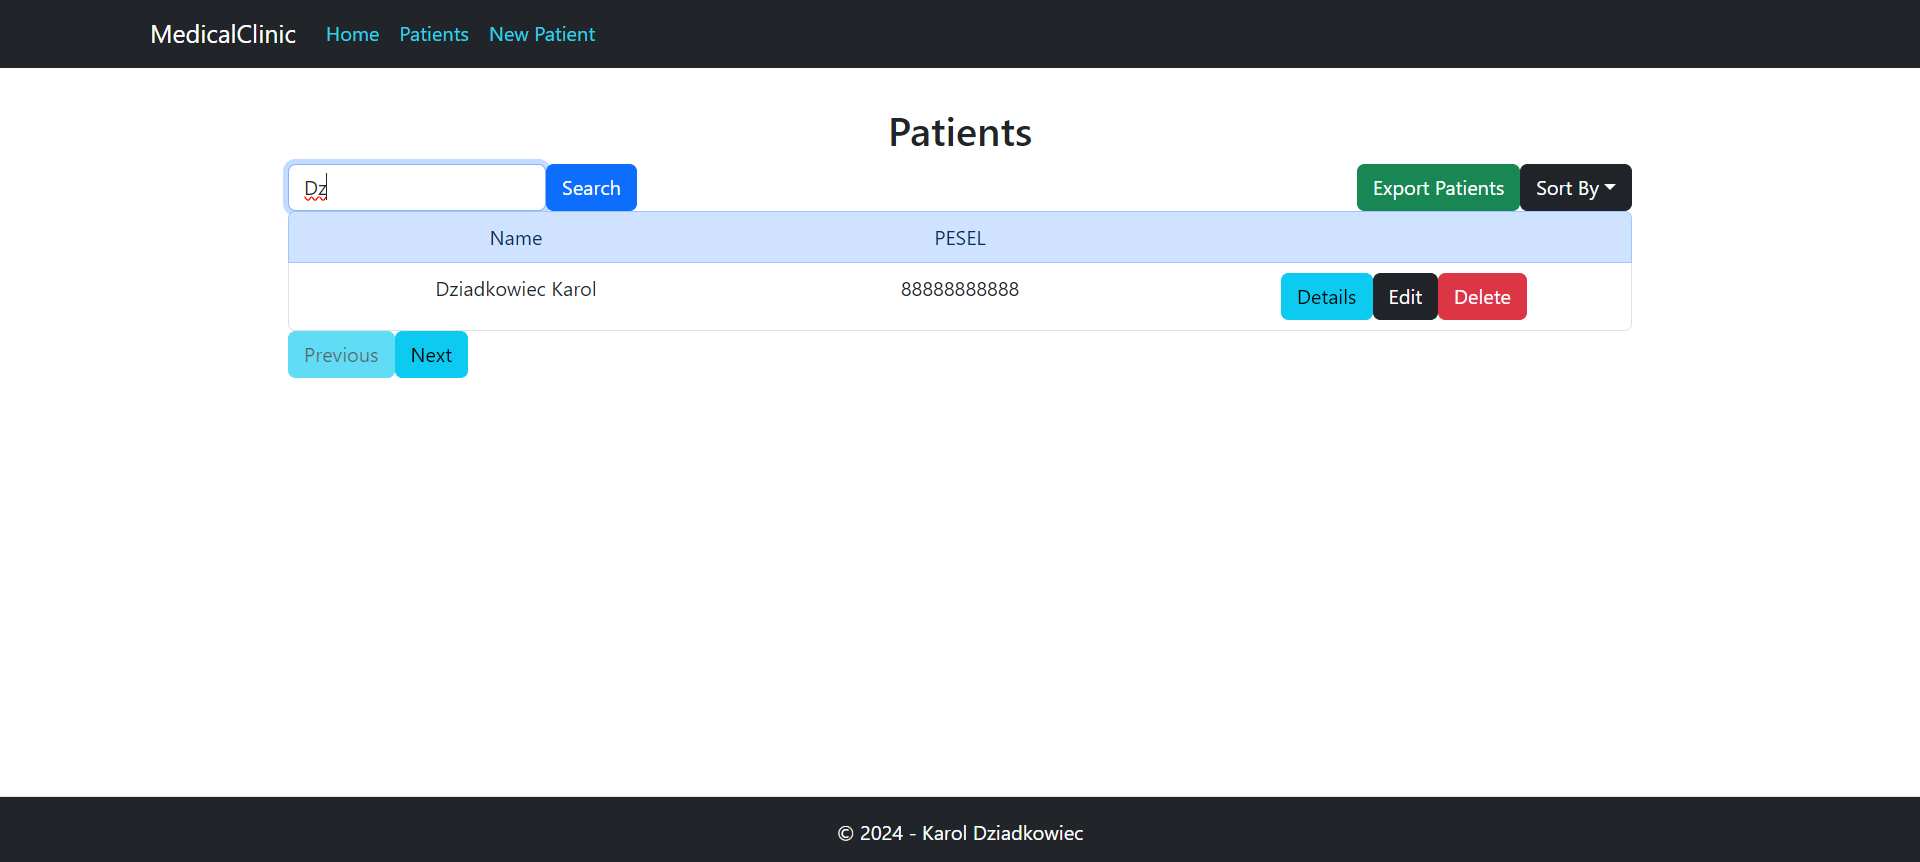 MedicalClinic Home Patients New Patient
Patients
Dz Search Export Patients Sort By
Name PESEL
Dziadkowiec Karol 88888888888 Details Edit Delete
Previous Next
© 2024 - Karol Dziadkowiec